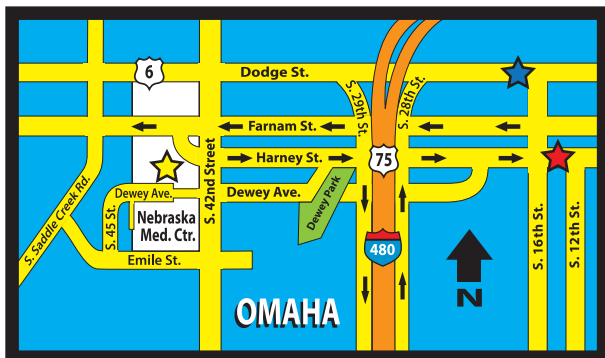 6
Dodge St.
S. 29th St.
S. 28th St.
Farnam St.
Harney St.
75
S. 42nd Street
Dewey Ave.
Dewey Ave.
Dewey Park
S. Saddle Creek Rd.
S. 45 St.
Nebraska
Med. Ctr.
Emile St.
480
S. 16th St.
S. 12th St.
N
OMAHA